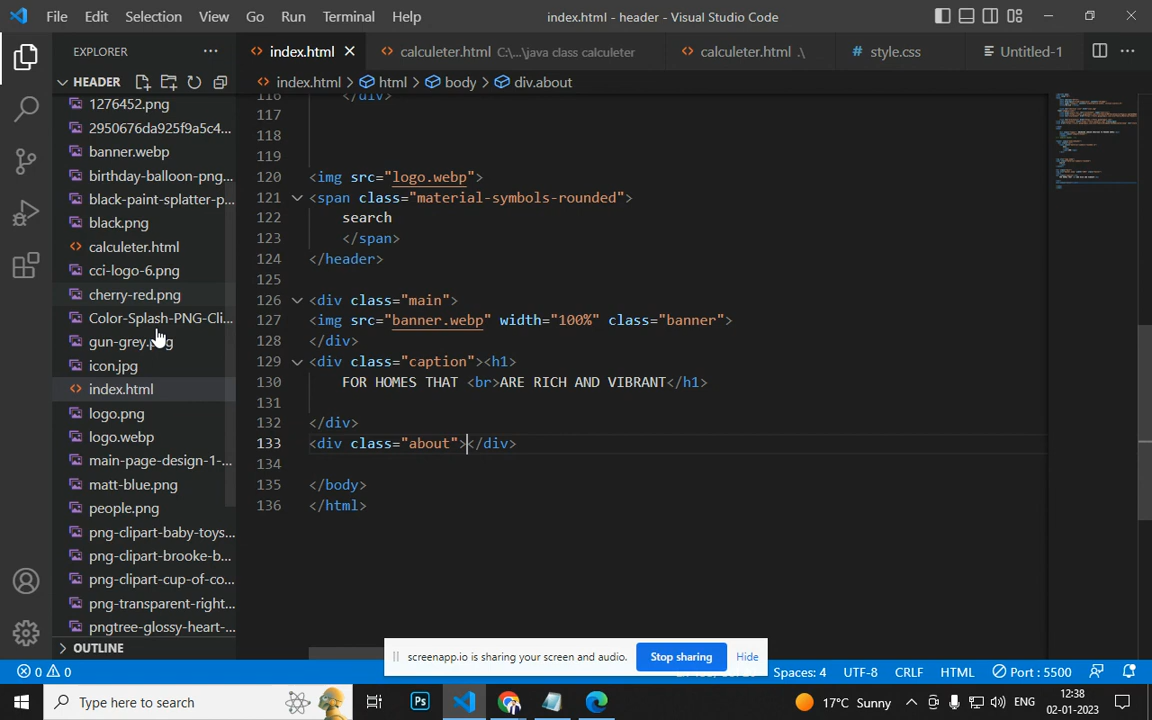 File Edit Selection View Go Run Terminal Help index.html - header - Visual Studio Code
EXPLORER
index.html calculeter.html C:\...\java class calculeter calculeter.html .\ style.css Untitled-1
HEADER
index.html > html > body > div.about
1276452.png
2950676da925f9a5c4...
banner.webp
birthday-balloon-png...
black-paint-splatter-p...
black.png
calculeter.html
cci-logo-6.png
cherry-red.png
Color-Splash-PNG-Cli...
gun-grey.png
icon.jpg
index.html
logo.png
logo.webp
main-page-design-1-...
matt-blue.png
people.png
png-clipart-baby-toys...
png-clipart-brooke-b...
png-clipart-cup-of-co...
png-transparent-right...
pngtree-glossy-heart-...
OUTLINE
116 </div>
117
118
119
120 <img src="logo.webp">
121 <span class="material-symbols-rounded">
122 search
123 </span>
124 </header>
125
126 <div class="main">
127 <img src="banner.webp" width="100%" class="banner">
128 </div>
129 <div class="caption"><h1>
130 FOR HOMES THAT <br>ARE RICH AND VIBRANT</h1>
131
132 </div>
133 <div class="about"></div>
134
135 </body>
136 </html>
screenapp.io is sharing your screen and audio. Stop sharing Hide
0 0 Spaces: 4 UTF-8 CRLF HTML Port : 5500
Type here to search
Ps
17°C Sunny ENG
12:38
02-01-2023